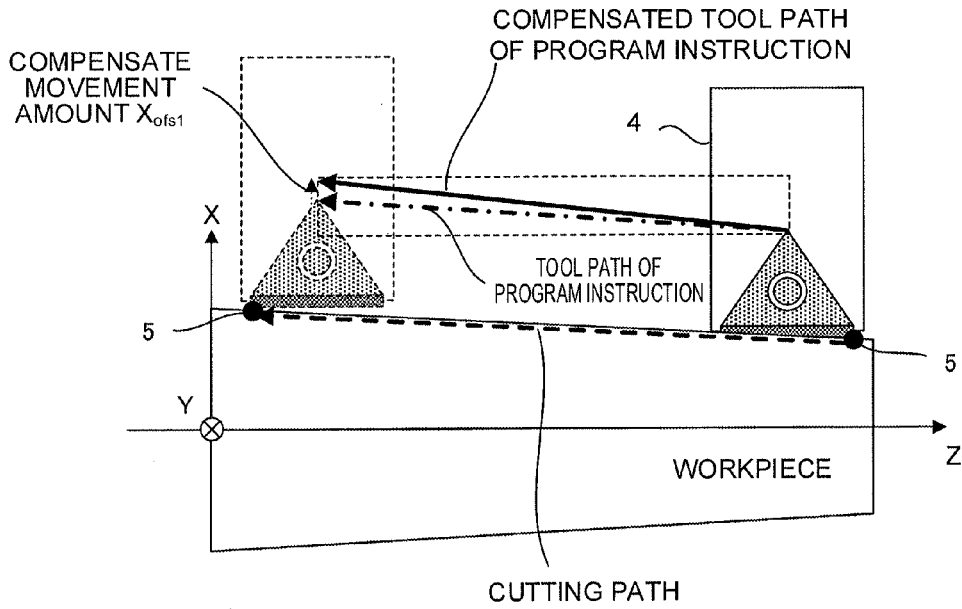 COMPENSATED TOOL PATH
OF PROGRAM INSTRUCTION
COMPENSATE
MOVEMENT
AMOUNT Xofs1
4
X
TOOL PATH OF
PROGRAM INSTRUCTION
5
5
Y
Z
WORKPIECE
CUTTING PATH